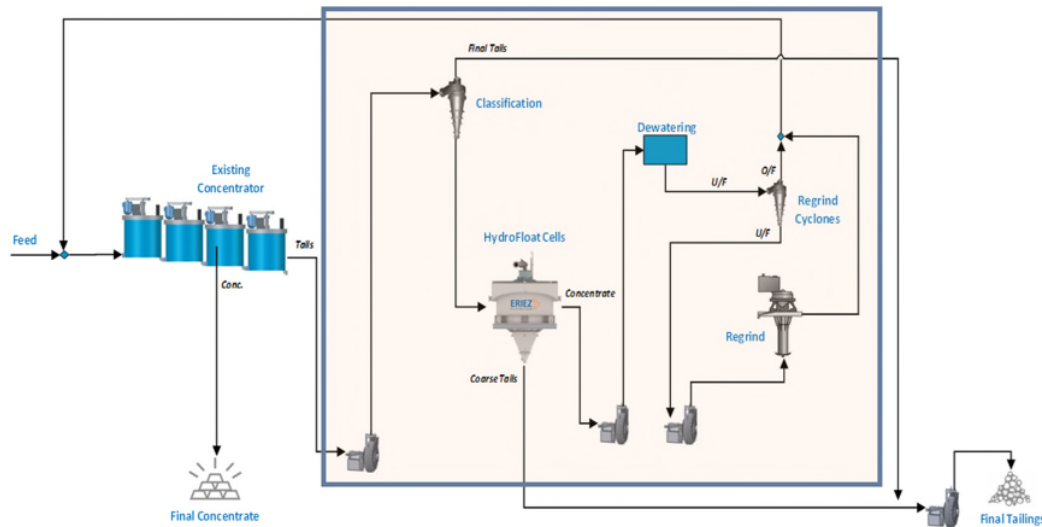 Final Tails
Classification
Dewatering
Existing
Concentrator
U/F
O/F
Regrind
Cyclones
Feed
Tails
HydroFloat Cells
U/F
Conc.
Concentrate
ERIEZ
Regrind
Coarse Tails
Final Concentrate
Final Tailings